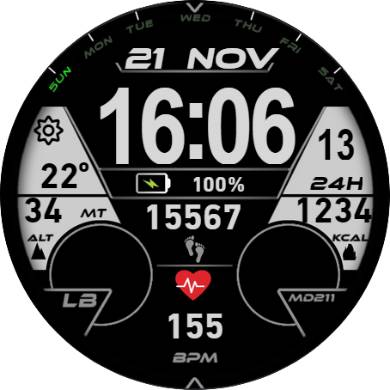 SUN MON TUE WED THU FRI SAT
21 NOV
16:06
22°
13
24H
100%
34 MT
15567
1234
ALT
KCAL
LB
MD211
155
BPM